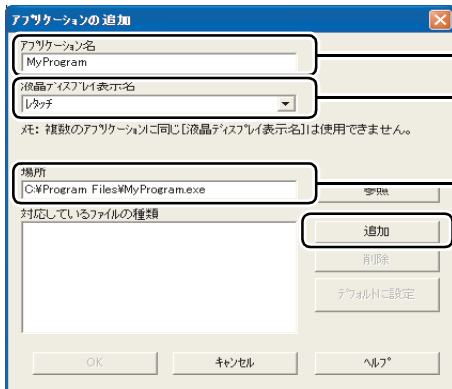 アプリケーションの追加
アプリケーション名
MyProgram
液晶ディスプレイ表示名
レタッチ
メモ: 複数のアプリケーションに同じ[液晶ディスプレイ表示名]は使用できません。
場所
C:¥Program Files¥MyProgram.exe
参照
対応しているファイルの種類
追加
削除
デフォルトに設定
OK
キャンセル
ヘルプ